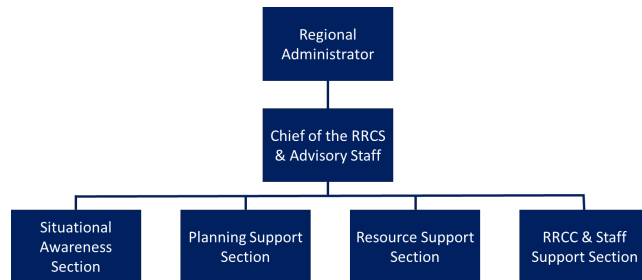 Regional
Administrator
Chief of the RRCS
& Advisory Staff
Situational
Awareness
Section
Planning Support
Section
Resource Support
Section
RRCC & Staff
Support Section